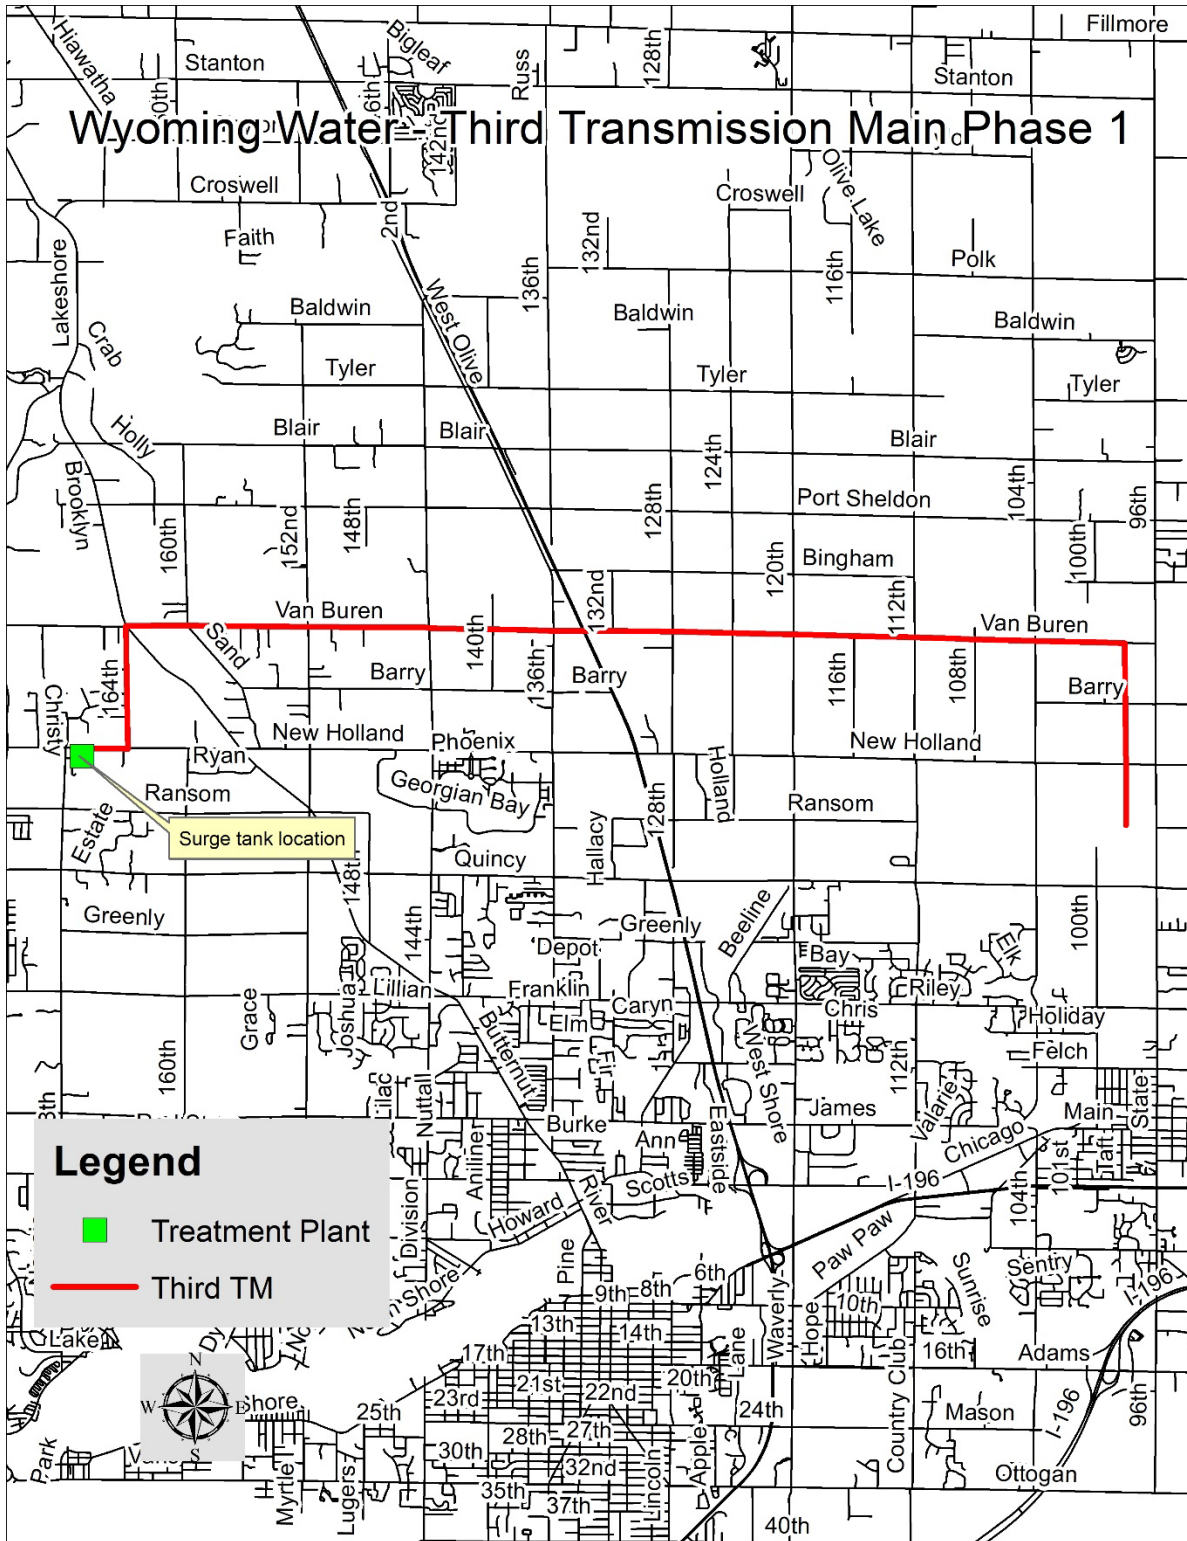 Fillmore
Hiawatha
Bigleaf
Stanton
Russ
128th
Stanton
Wyoming Water - Third Transmission Main Phase 1
142nd
Croswell
Croswell
Olive Lake
2nd
Faith
132nd
Polk
Lakeshore
136th
116th
West Olive
Baldwin
Baldwin
Baldwin
Crab
Tyler
Tyler
Tyler
Holly
Blair
Blair
Blair
124th
Brooklyn
Port Sheldon
128th
104th
96th
160th
152nd
148th
120th
Bingham
100th
132nd
112th
Van Buren
Van Buren
Sand
140th
164th
Barry
136th
Barry
116th
108th
Barry
Christy
New Holland
Phoenix
New Holland
Ryan
Holland
Ransom
Georgian Bay
128th
Ransom
Estate
Surge tank location
Hallacy
Quincy
148th
Greenly
144th
Greenly
Beeline
100th
Depot
Bay
Elk
Lillian
Franklin
Caryn
Riley
Grace
Joshua
Elm
Chris
Holiday
Butternut
Fir
West Shore
Felch
160th
112th
Lilac
Nuttall
James
Valarie
Main
State
Burke
Ann
Eastside
Chicago
Taft
101st
Legend
Aniline
Scotts
I-196
104th
Treatment Plant
Division
Howard
River
Paw Paw
Third TM
Pine
6th
Sunrise
Sentry
I-196
9th
8th
Waverly
Hope
10th
Lake
13th
14th
17th
Lane
16th
Adams
N
W
E
S
Shore
23rd
21st
22nd
20th
Country Club
25th
24th
Mason
I-196
96th
Park
30th
28th
27th
Apple
Myrtle
Lugers
32nd
Lincoln
Ottogan
35th
37th
40th